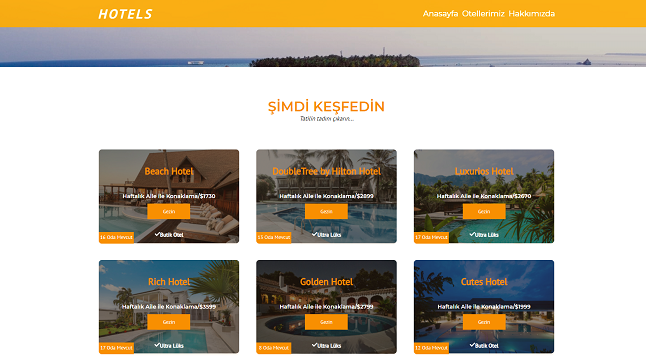 HOTELS
Anasayfa Otellerimiz Hakkımızda
ŞİMDİ KEŞFEDİN
Tatilin tadını çıkarın...
Beach Hotel
Haftalık Aile ile Konaklama/$1730
Gezin
16 Oda Mevcut
Butik Otel
DoubleTree by Hilton Hotel
Haftalık Aile ile Konaklama/$2899
Gezin
15 Oda Mevcut
Ultra Lüks
Luxurios Hotel
Haftalık Aile ile Konaklama/$2670
Gezin
17 Oda Mevcut
Ultra Lüks
Rich Hotel
Haftalık Aile ile Konaklama/$3599
Gezin
17 Oda Mevcut
Ultra Lüks
Golden Hotel
Haftalık Aile ile Konaklama/$2799
Gezin
8 Oda Mevcut
Ultra Lüks
Cutes Hotel
Haftalık Aile ile Konaklama/$1999
Gezin
11 Oda Mevcut
Butik Otel